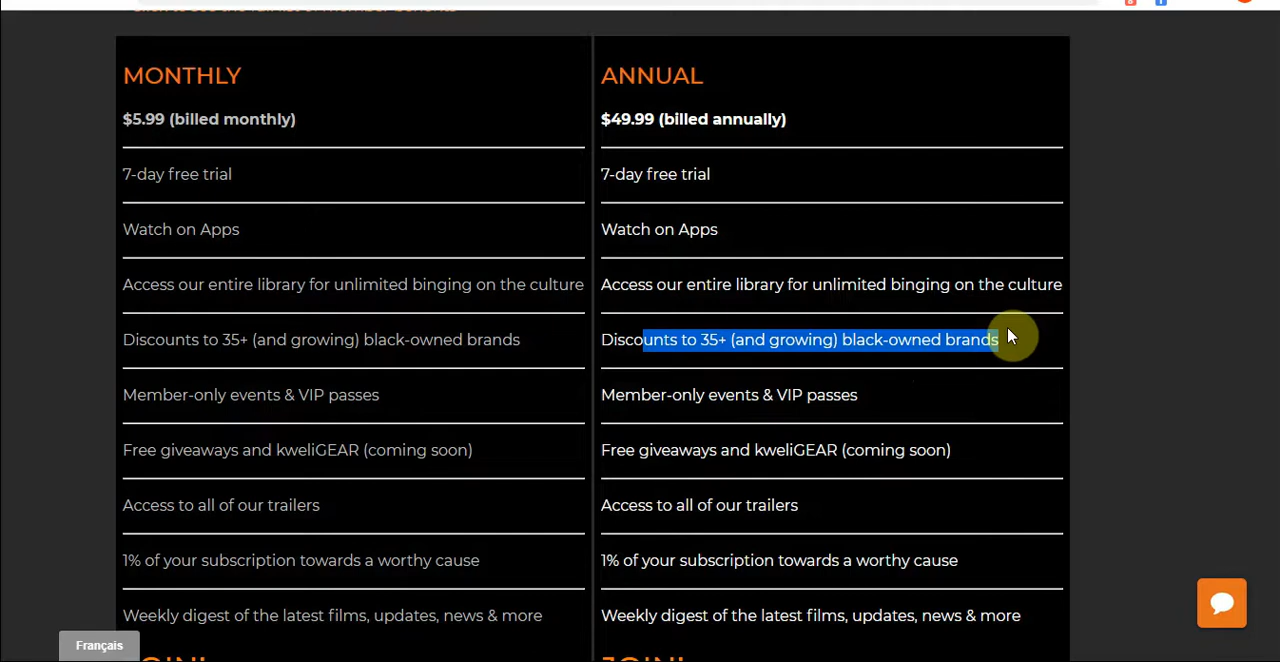 MONTHLY
$5.99 (billed monthly)
7-day free trial
Watch on Apps
Access our entire library for unlimited binging on the culture
Discounts to 35+ (and growing) black-owned brands
Member-only events & VIP passes
Free giveaways and kweliGEAR (coming soon)
Access to all of our trailers
1% of your subscription towards a worthy cause
Weekly digest of the latest films, updates, news & more
ANNUAL
$49.99 (billed annually)
7-day free trial
Watch on Apps
Access our entire library for unlimited binging on the culture
Discounts to 35+ (and growing) black-owned brands
Member-only events & VIP passes
Free giveaways and kweliGEAR (coming soon)
Access to all of our trailers
1% of your subscription towards a worthy cause
Weekly digest of the latest films, updates, news & more
Français